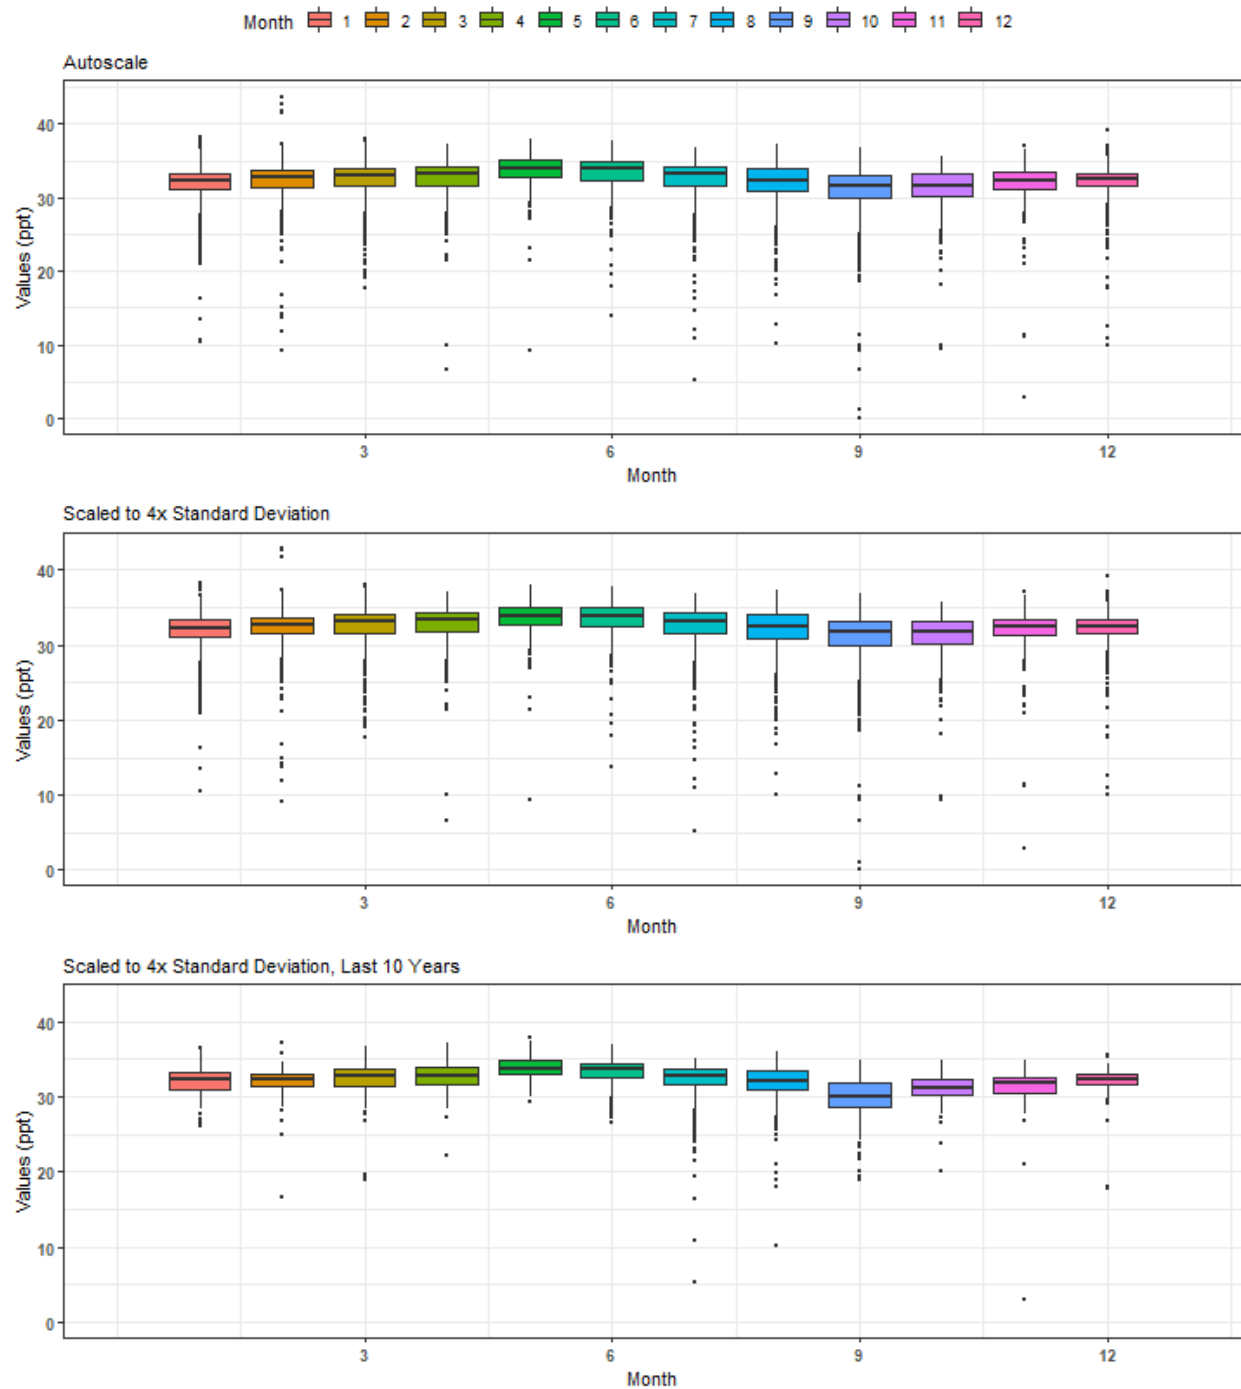 Month 1 2 3 4 5 6 7 8 9 10 11 12
Autoscale
Values (ppt)
40
30
20
10
0
3 6 9 12
Month
Scaled to 4x Standard Deviation
Values (ppt)
40
30
20
10
0
3 6 9 12
Month
Scaled to 4x Standard Deviation, Last 10 Years
Values (ppt)
40
30
20
10
0
3 6 9 12
Month